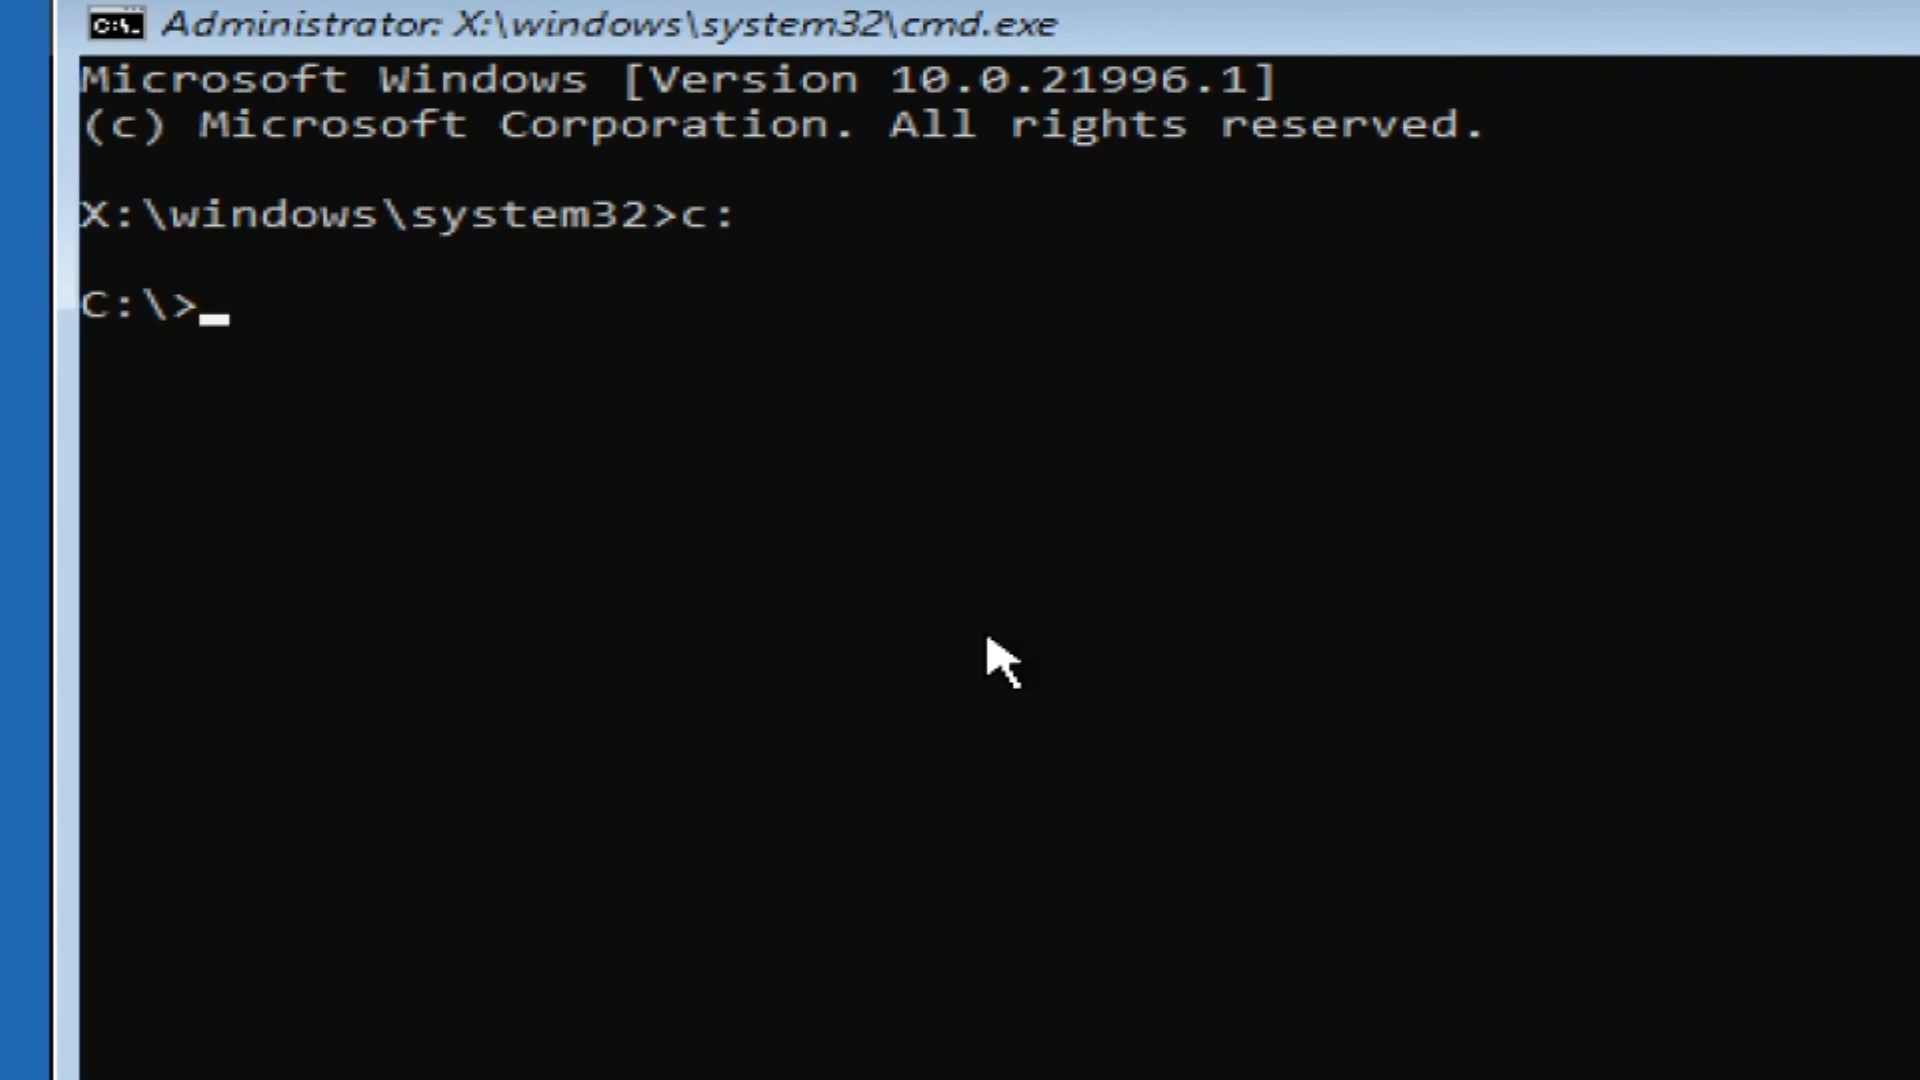 Administrator: X:\windows\system32\cmd.exe
Microsoft Windows [Version 10.0.21996.1]
(c) Microsoft Corporation. All rights reserved.
X:\windows\system32>c:
C:\>